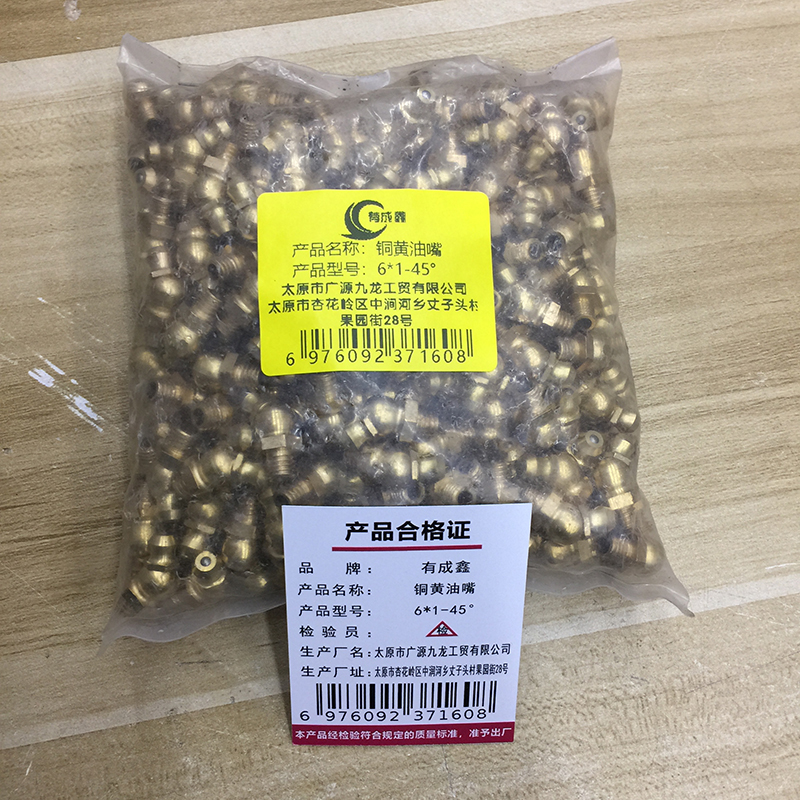 有成鑫
产品名称：铜黄油嘴
产品型号：6*1-45°
太原市广源九龙工贸有限公司
太原市杏花岭区中涧河乡丈子头村
果园街28号
6 976092 371608
产品合格证
品 牌： 有成鑫
产品名称： 铜黄油嘴
产品型号： 6*1-45°
检 验 员： 检
生产厂名：太原市广源九龙工贸有限公司
生产厂址：太原市杏花岭区中涧河乡丈子头村果园街28号
6 976092 371608
本产品经检验符合规定的质量标准，准予出厂